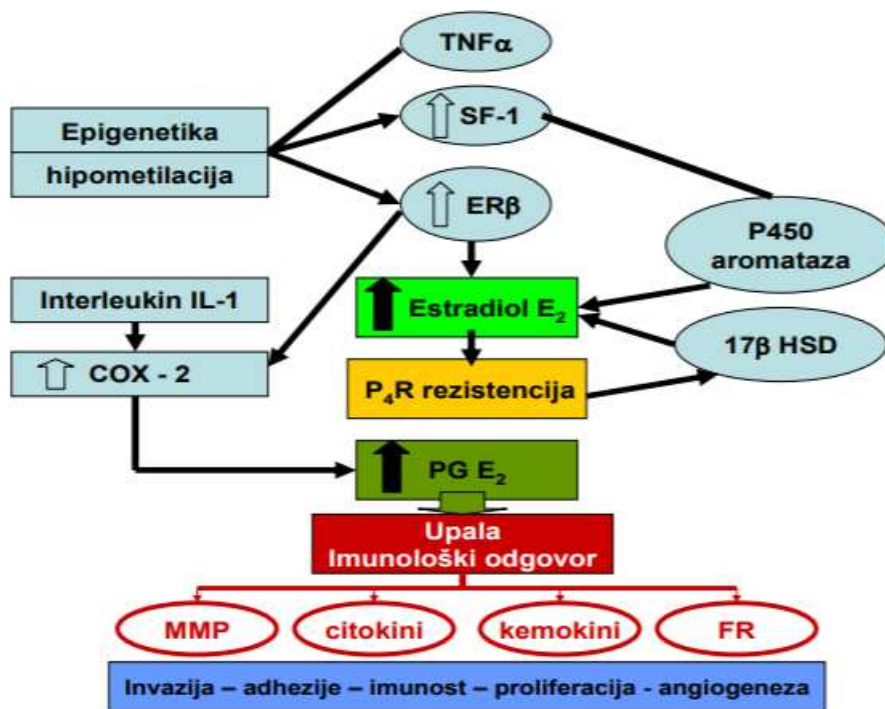 TNFα
SF-1
Epigenetika
hipometilacija
ERβ
P450
aromataza
Interleukin IL-1
Estradiol E₂
17β HSD
COX - 2
P₄R rezistencija
PG E₂
Upala
Imunološki odgovor
MMP
citokini
kemokini
FR
Invazija – adhezije – imunost – proliferacija - angiogeneza